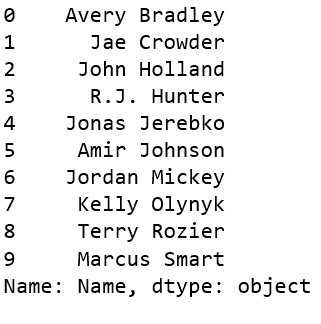 0    Avery Bradley
1      Jae Crowder
2     John Holland
3      R.J. Hunter
4    Jonas Jerebko
5     Amir Johnson
6    Jordan Mickey
7     Kelly Olynyk
8     Terry Rozier
9     Marcus Smart
Name: Name, dtype: object